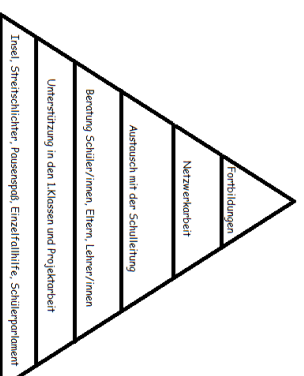 Fortbildungen
Netzwerkarbeit
Austausch mit der Schulleitung
Beratung Schüler/innen, Eltern, Lehrer/innen
Unterstützung in den 1.Klassen und Projektarbeit
Insel, Streitschlichter, Pausenspaß, Einzelfallhilfe, Schülerparlament